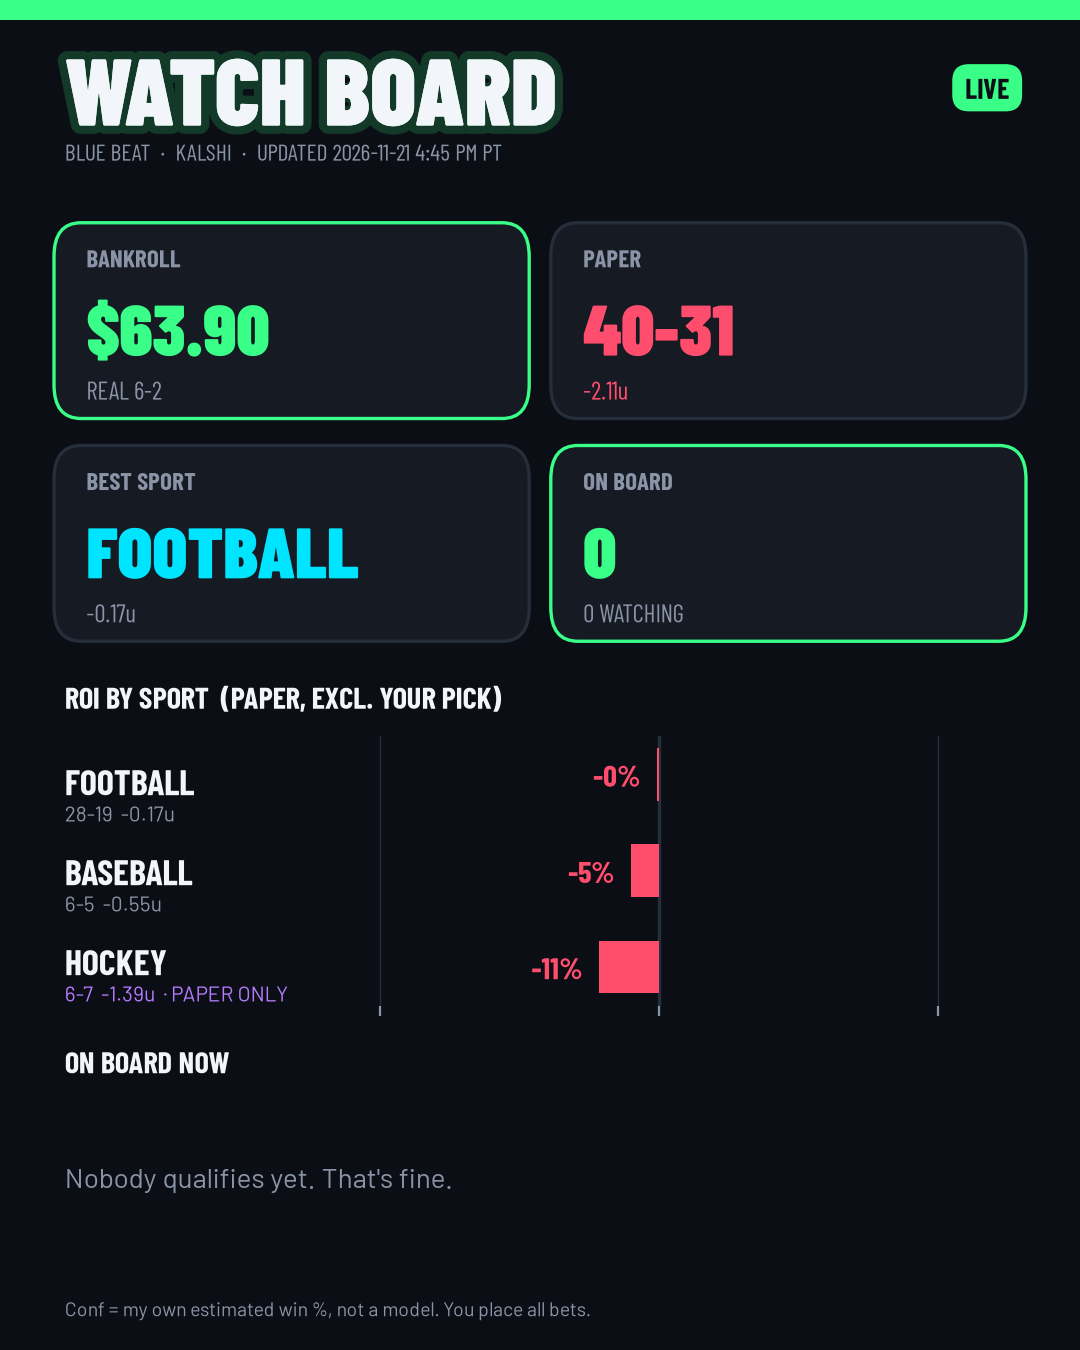 WATCH BOARD
LIVE
BLUE BEAT · KALSHI · UPDATED 2026-11-21 4:45 PM PT
BANKROLL
$63.90
REAL 6-2
PAPER
40-31
-2.11u
BEST SPORT
FOOTBALL
-0.17u
ON BOARD
0
0 WATCHING
ROI BY SPORT (PAPER, EXCL. YOUR PICK)
FOOTBALL
28-19 -0.17u
-0%
BASEBALL
6-5 -0.55u
-5%
HOCKEY
6-7 -1.39u · PAPER ONLY
-11%
ON BOARD NOW
Nobody qualifies yet. That's fine.
Conf = my own estimated win %, not a model. You place all bets.